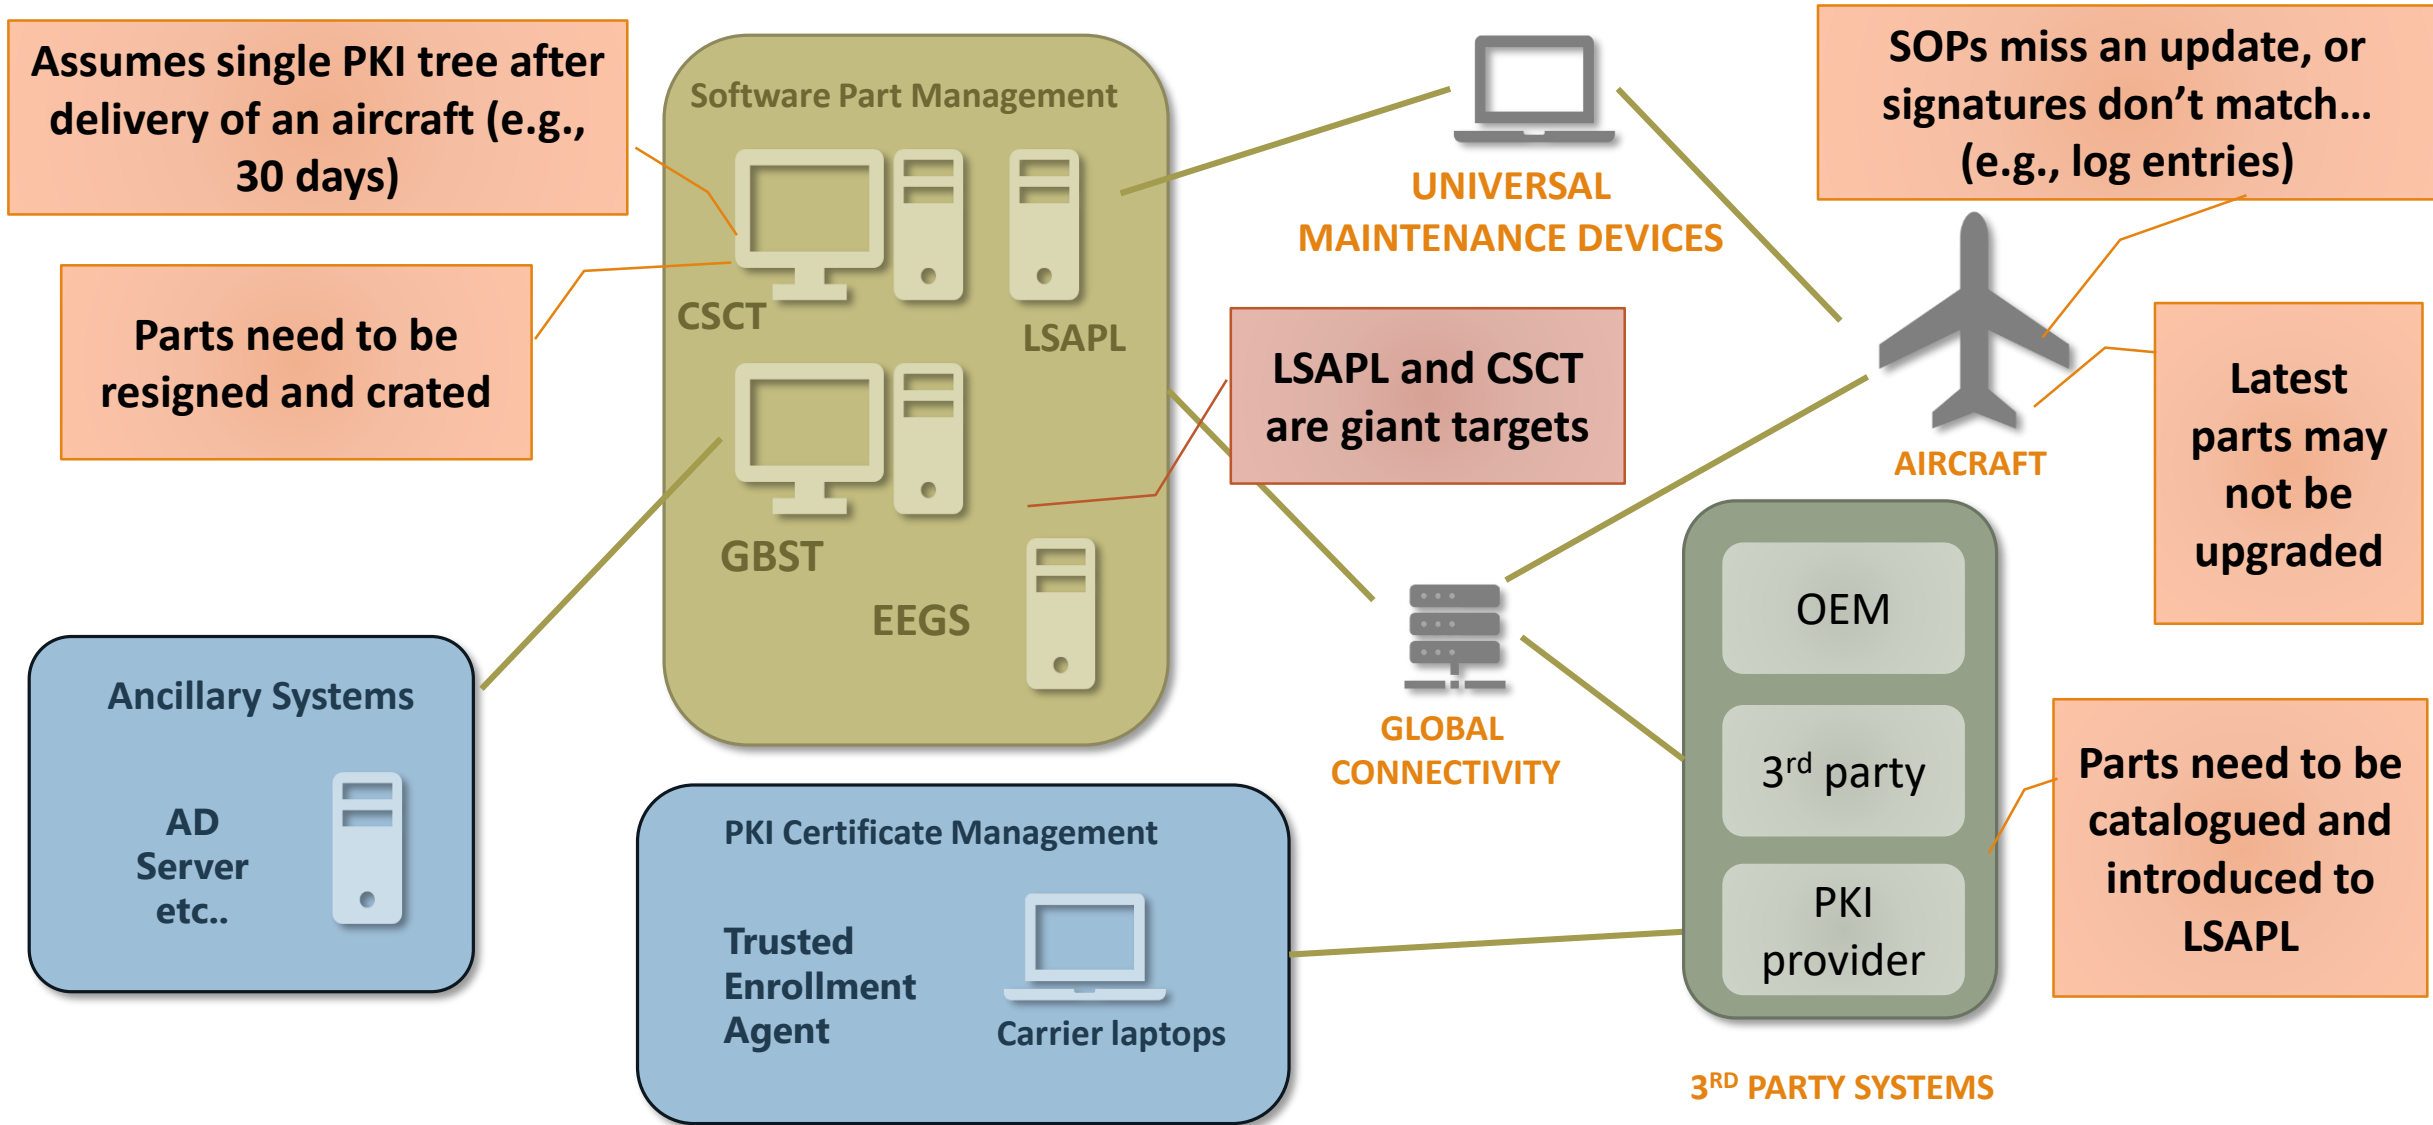 Assumes single PKI tree after
delivery of an aircraft (e.g.,
30 days)
Parts need to be
resigned and crated
Software Part Management
CSCT
LSAPL
GBST
EEGS
UNIVERSAL
MAINTENANCE DEVICES
SOPs miss an update, or
signatures don’t match…
(e.g., log entries)
LSAPL and CSCT
are giant targets
AIRCRAFT
Latest
parts may
not be
upgraded
Ancillary Systems
AD
Server
etc..
PKI Certificate Management
Trusted
Enrollment
Agent
Carrier laptops
GLOBAL
CONNECTIVITY
OEM
3rd party
PKI
provider
3RD PARTY SYSTEMS
Parts need to be
catalogued and
introduced to
LSAPL